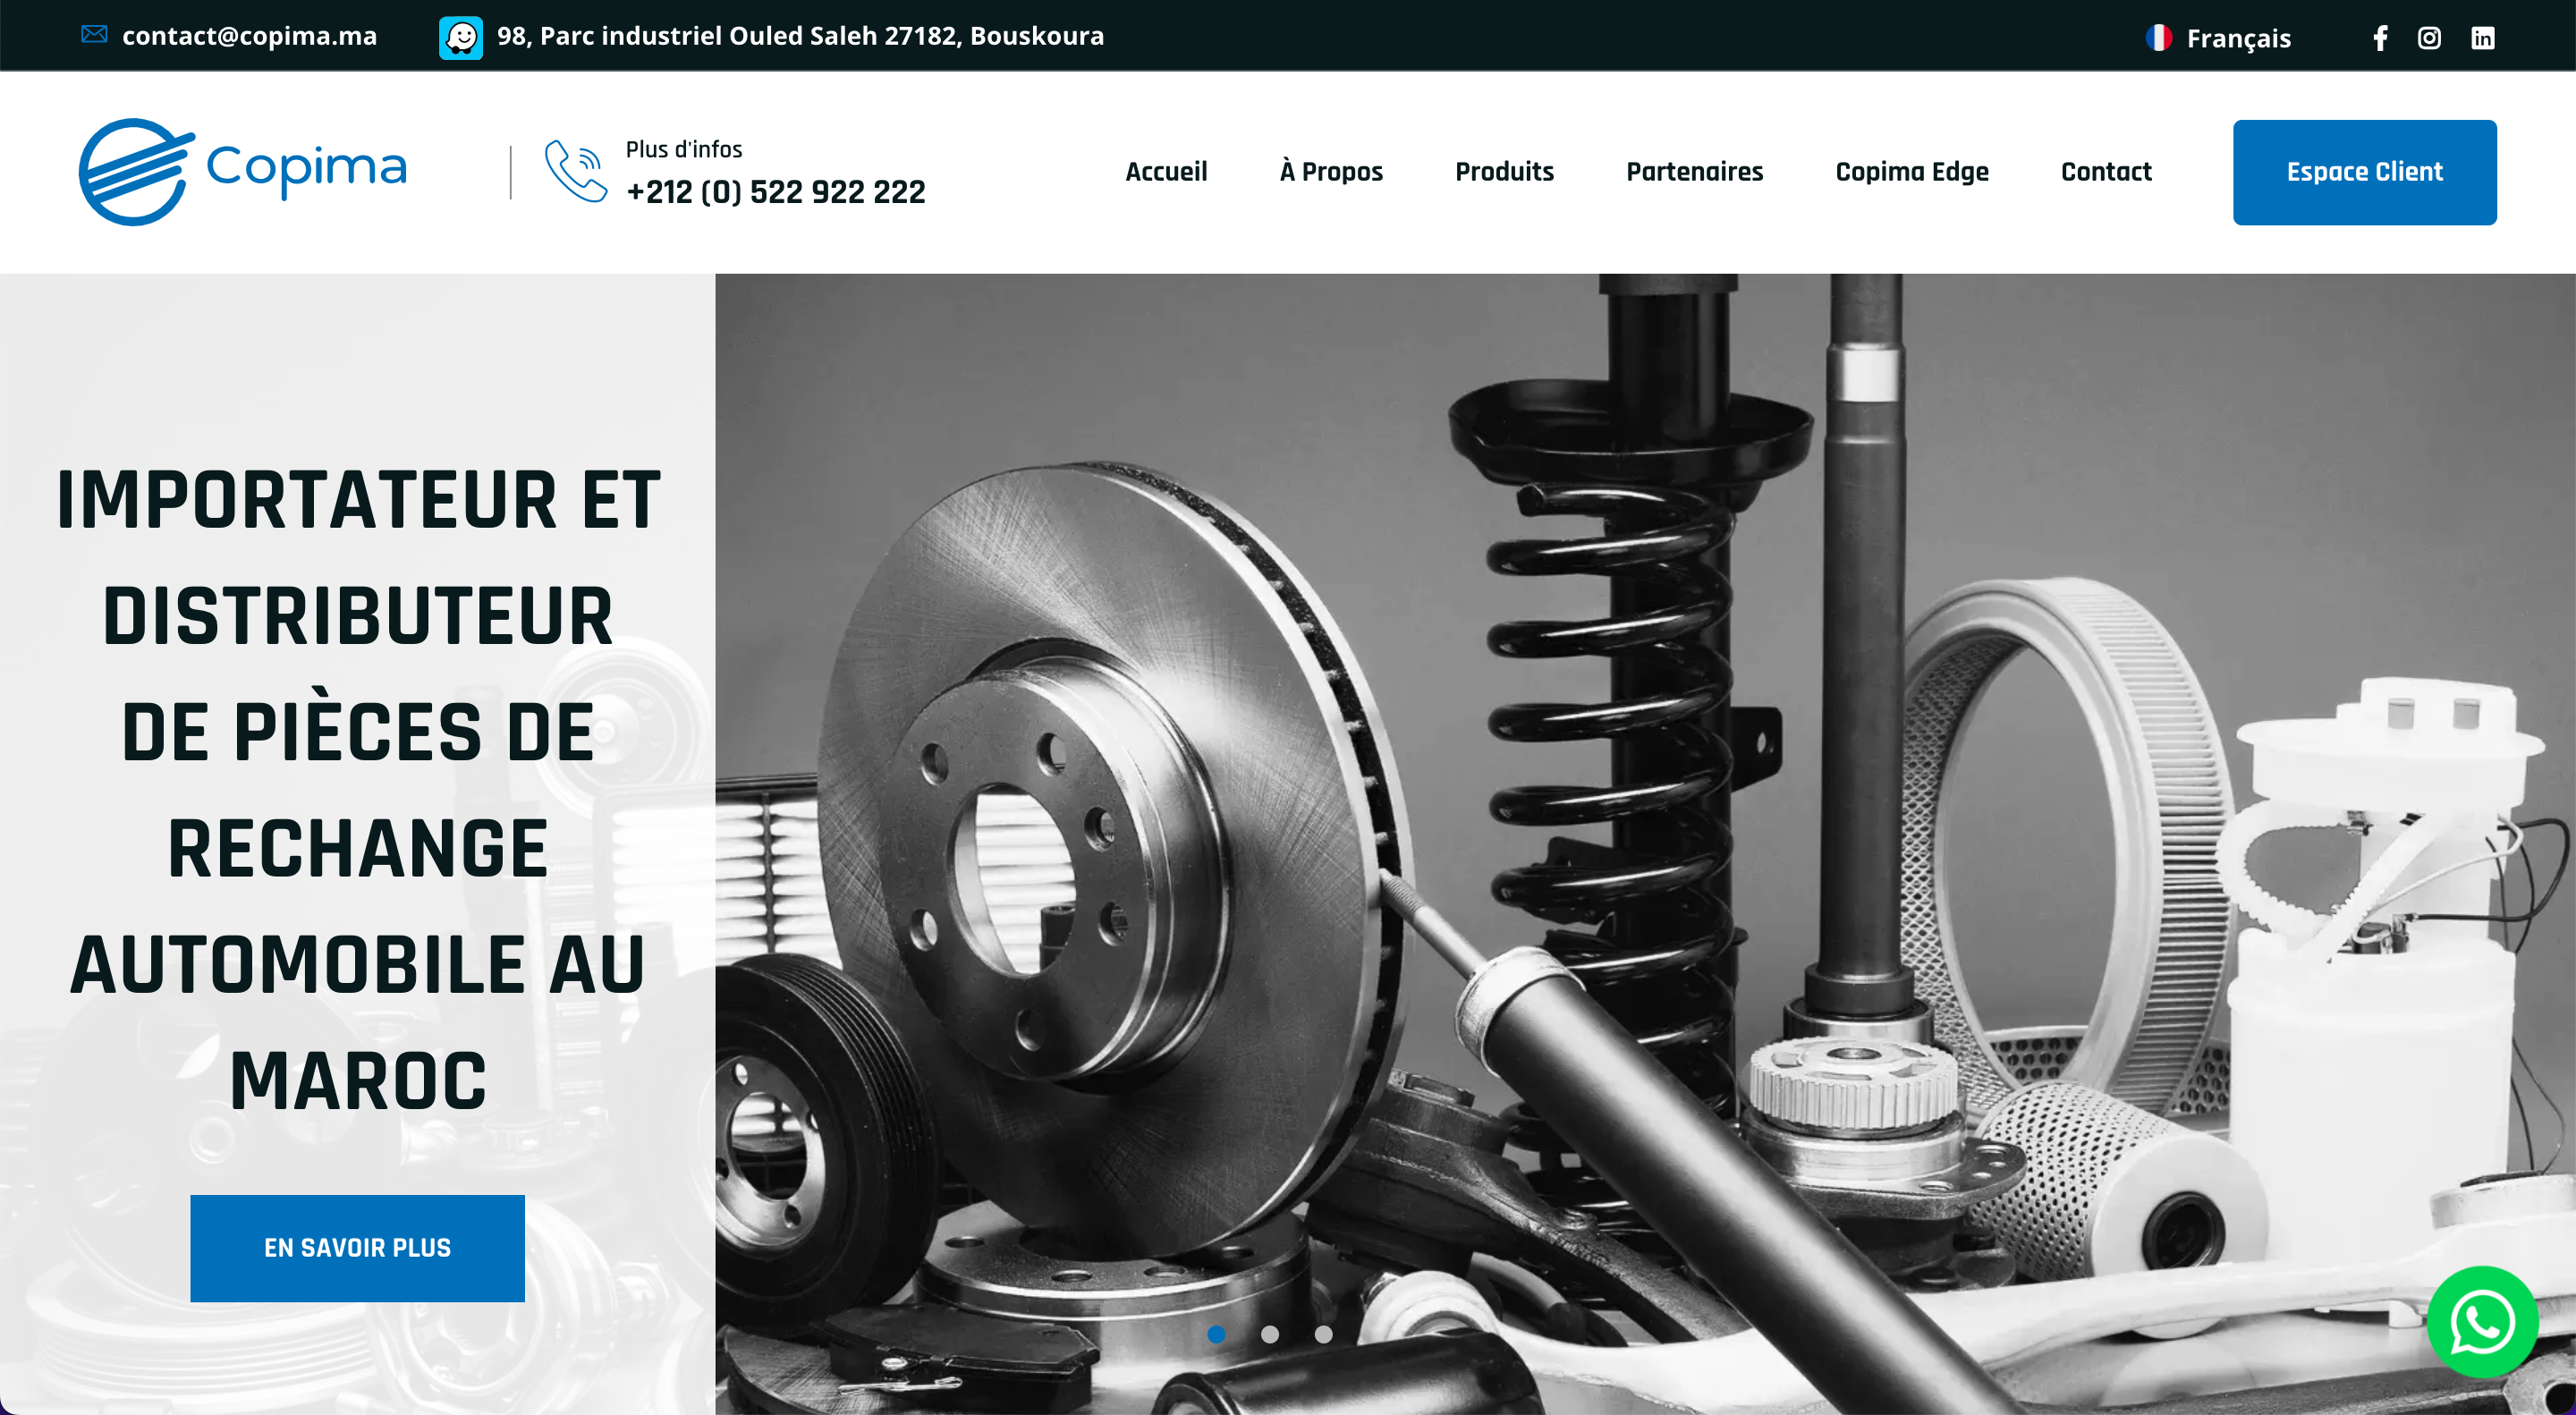 contact@copima.ma
98, Parc industriel Ouled Saleh 27182, Bouskoura
Français
Copima
Plus d'infos
+212 (0) 522 922 222
Accueil
À Propos
Produits
Partenaires
Copima Edge
Contact
Espace Client
IMPORTATEUR ET
DISTRIBUTEUR
DE PIÈCES DE
RECHANGE
AUTOMOBILE AU
MAROC
EN SAVOIR PLUS